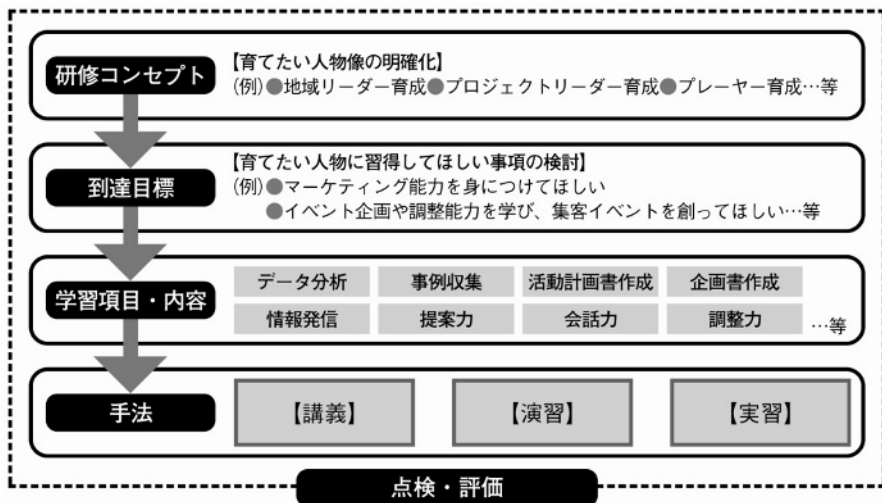 研修コンセプト
【育てたい人物像の明確化】
(例)●地域リーダー育成●プロジェクトリーダー育成●プレーヤー育成…等
到達目標
【育てたい人物に習得してほしい事項の検討】
(例)●マーケティング能力を身につけてほしい
●イベント企画や調整能力を学び、集客イベントを創ってほしい…等
学習項目・内容
データ分析 事例収集 活動計画書作成 企画書作成
情報発信 提案力 会話力 調整力 …等
手法
【講義】 【演習】 【実習】
点検・評価